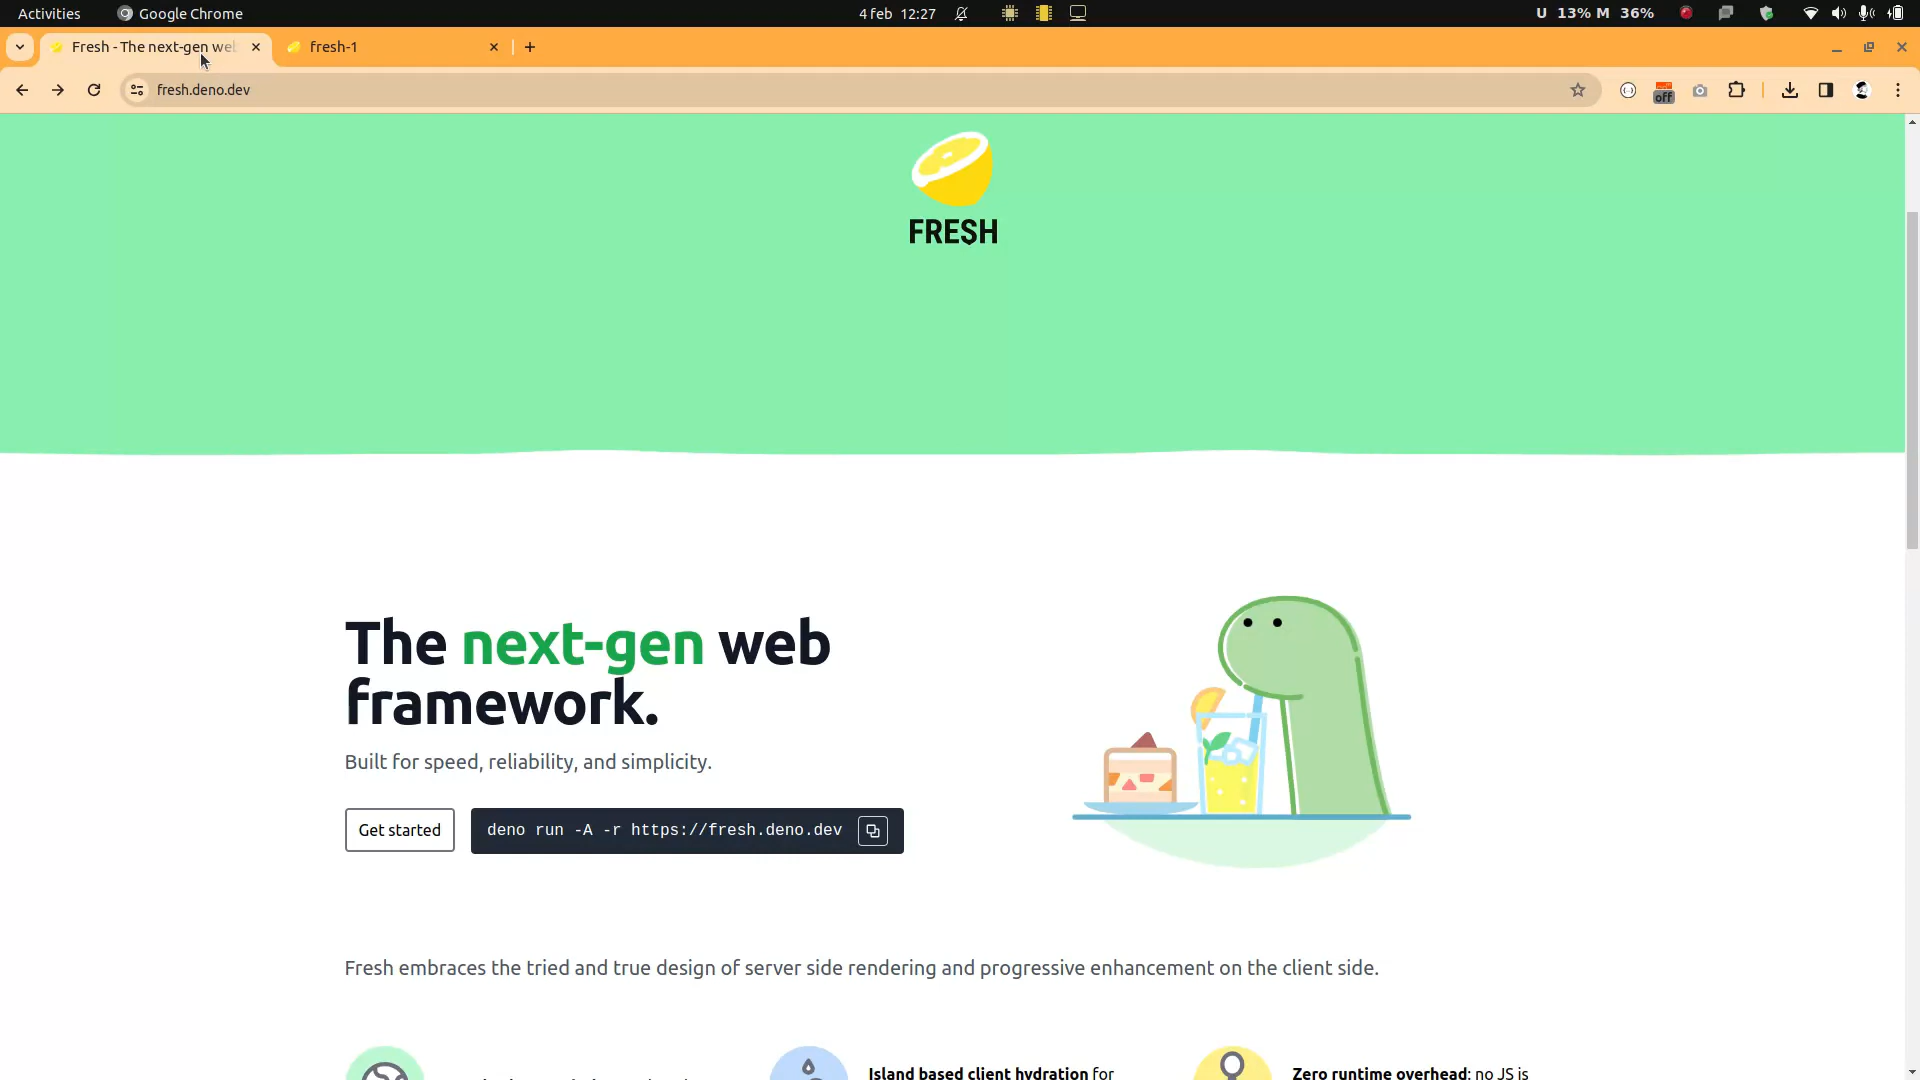 Activities
Google Chrome
4 feb 12:27
U 13% M 36%
Fresh - The next-gen we
fresh-1
fresh.deno.dev
off
FRESH
The next-gen web
framework.
Built for speed, reliability, and simplicity.
Get started
deno run -A -r https://fresh.deno.dev
Fresh embraces the tried and true design of server side rendering and progressive enhancement on the client side.
Island based client hydration for
Zero runtime overhead: no JS is